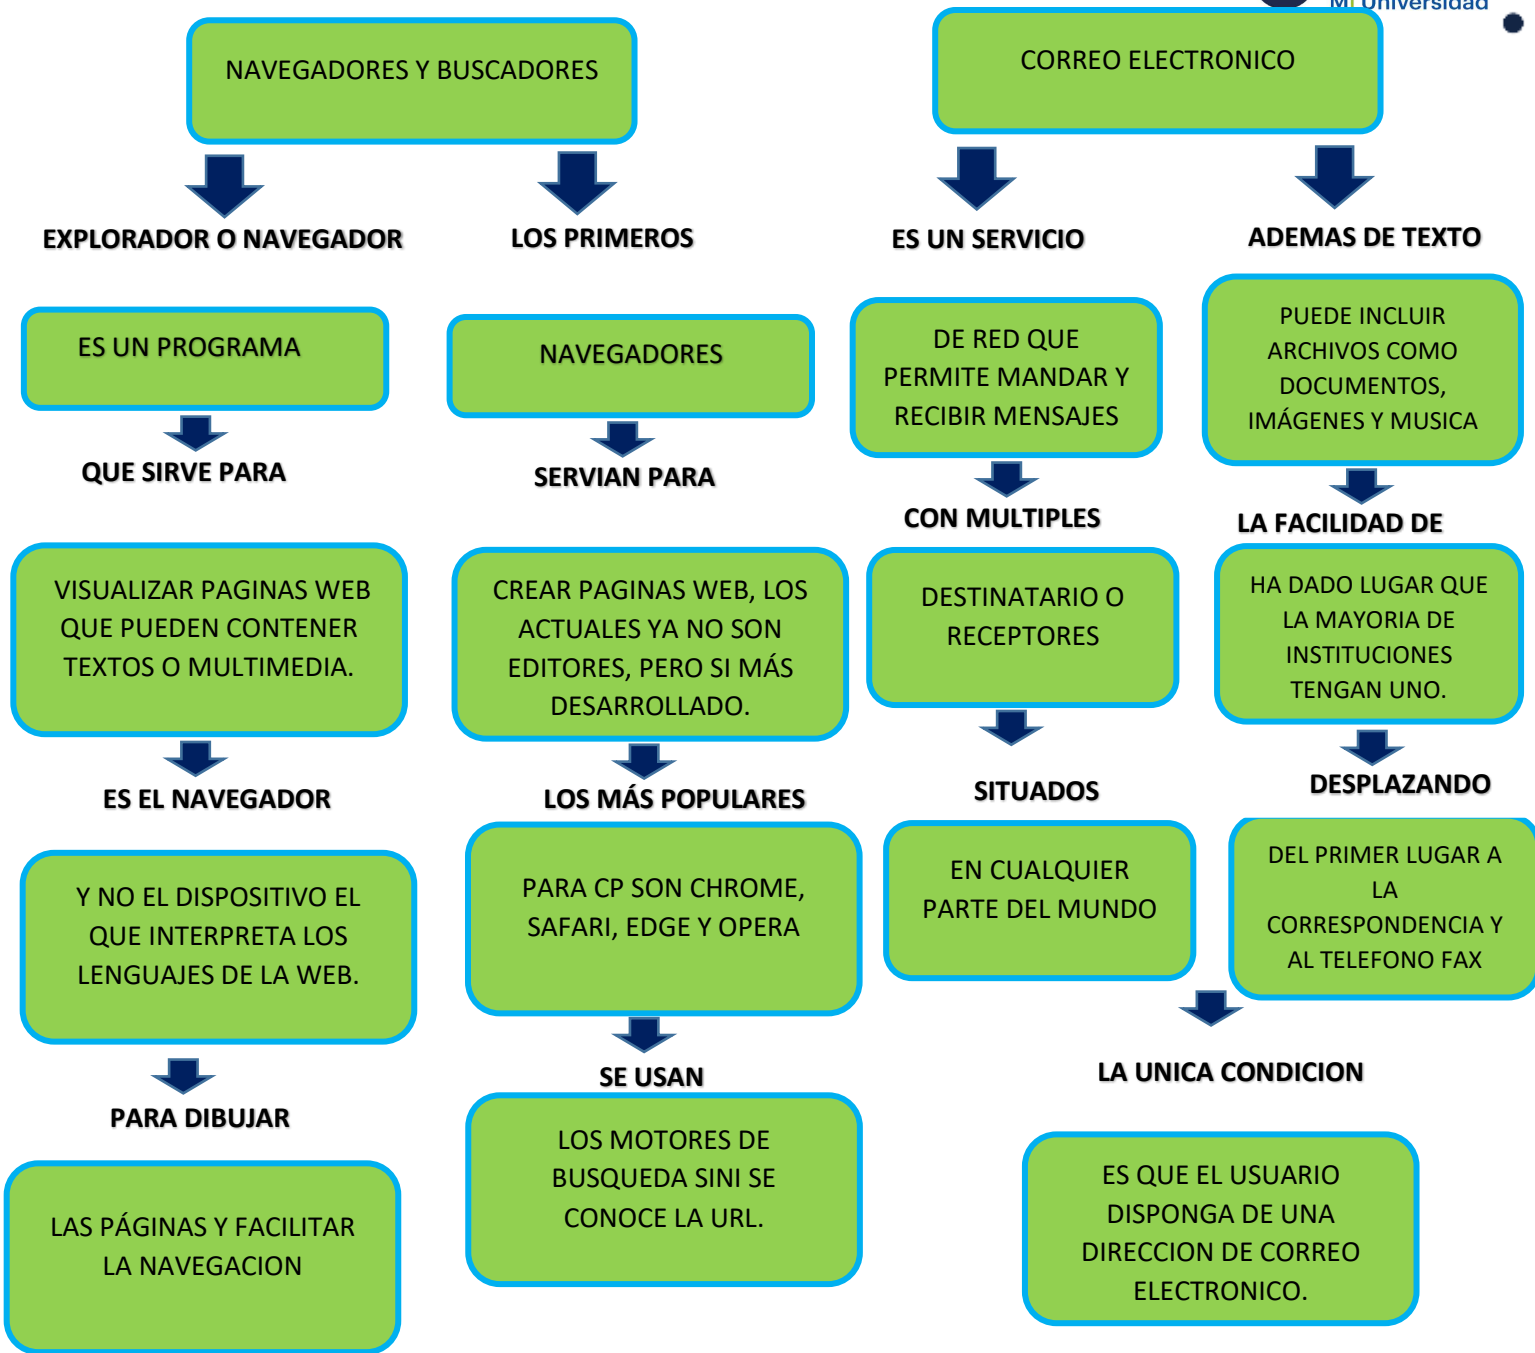 Mi Universidad
NAVEGADORES Y BUSCADORES
EXPLORADOR O NAVEGADOR
ES UN PROGRAMA
QUE SIRVE PARA
VISUALIZAR PAGINAS WEB
QUE PUEDEN CONTENER
TEXTOS O MULTIMEDIA.
ES EL NAVEGADOR
Y NO EL DISPOSITIVO EL
QUE INTERPRETA LOS
LENGUAJES DE LA WEB.
PARA DIBUJAR
LAS PÁGINAS Y FACILITAR
LA NAVEGACION
LOS PRIMEROS
NAVEGADORES
SERVIAN PARA
CREAR PAGINAS WEB, LOS
ACTUALES YA NO SON
EDITORES, PERO SI MÁS
DESARROLLADO.
LOS MÁS POPULARES
PARA CP SON CHROME,
SAFARI, EDGE Y OPERA
SE USAN
LOS MOTORES DE
BUSQUEDA SINI SE
CONOCE LA URL.
CORREO ELECTRONICO
ES UN SERVICIO
DE RED QUE
PERMITE MANDAR Y
RECIBIR MENSAJES
CON MULTIPLES
DESTINATARIO O
RECEPTORES
SITUADOS
EN CUALQUIER
PARTE DEL MUNDO
ADEMAS DE TEXTO
PUEDE INCLUIR
ARCHIVOS COMO
DOCUMENTOS,
IMÁGENES Y MUSICA
LA FACILIDAD DE
HA DADO LUGAR QUE
LA MAYORIA DE
INSTITUCIONES
TENGAN UNO.
DESPLAZANDO
DEL PRIMER LUGAR A
LA
CORRESPONDENCIA Y
AL TELEFONO FAX
LA UNICA CONDICION
ES QUE EL USUARIO
DISPONGA DE UNA
DIRECCION DE CORREO
ELECTRONICO.